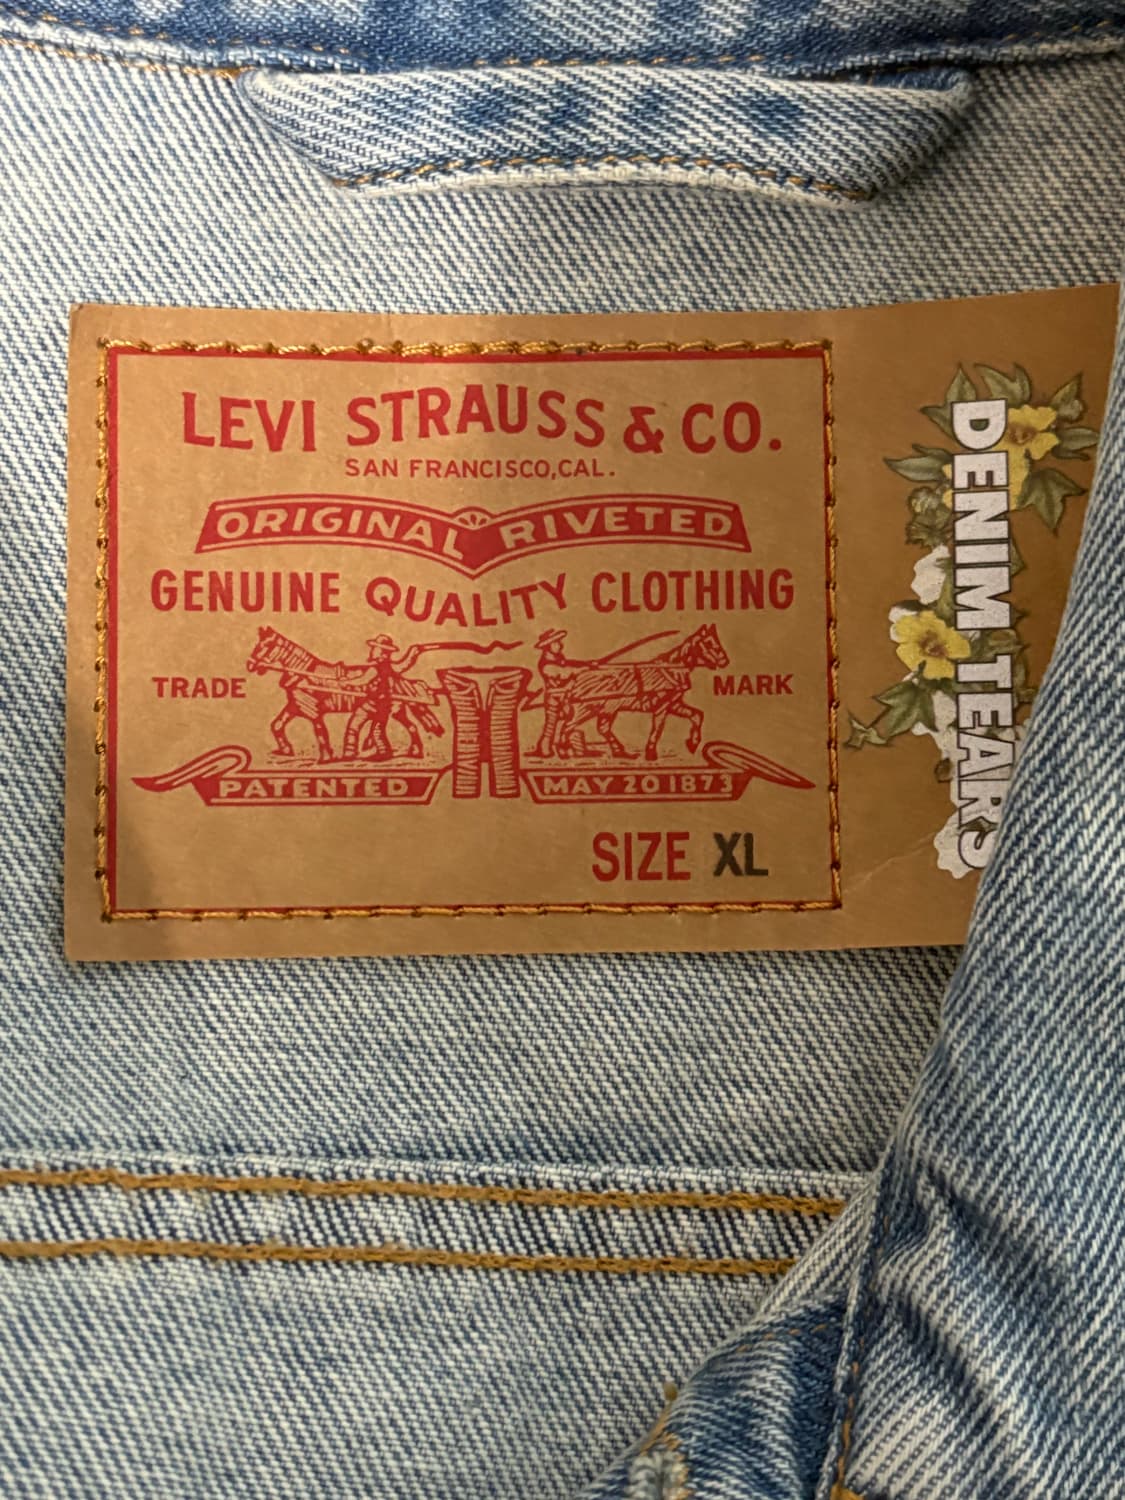 LEVI STRAUSS & CO.
SAN FRANCISCO,CAL.
ORIGINAL RIVETED
GENUINE QUALITY CLOTHING
TRADE MARK
PATENTED MAY 20 1873
SIZE XL
DENIM TEARS